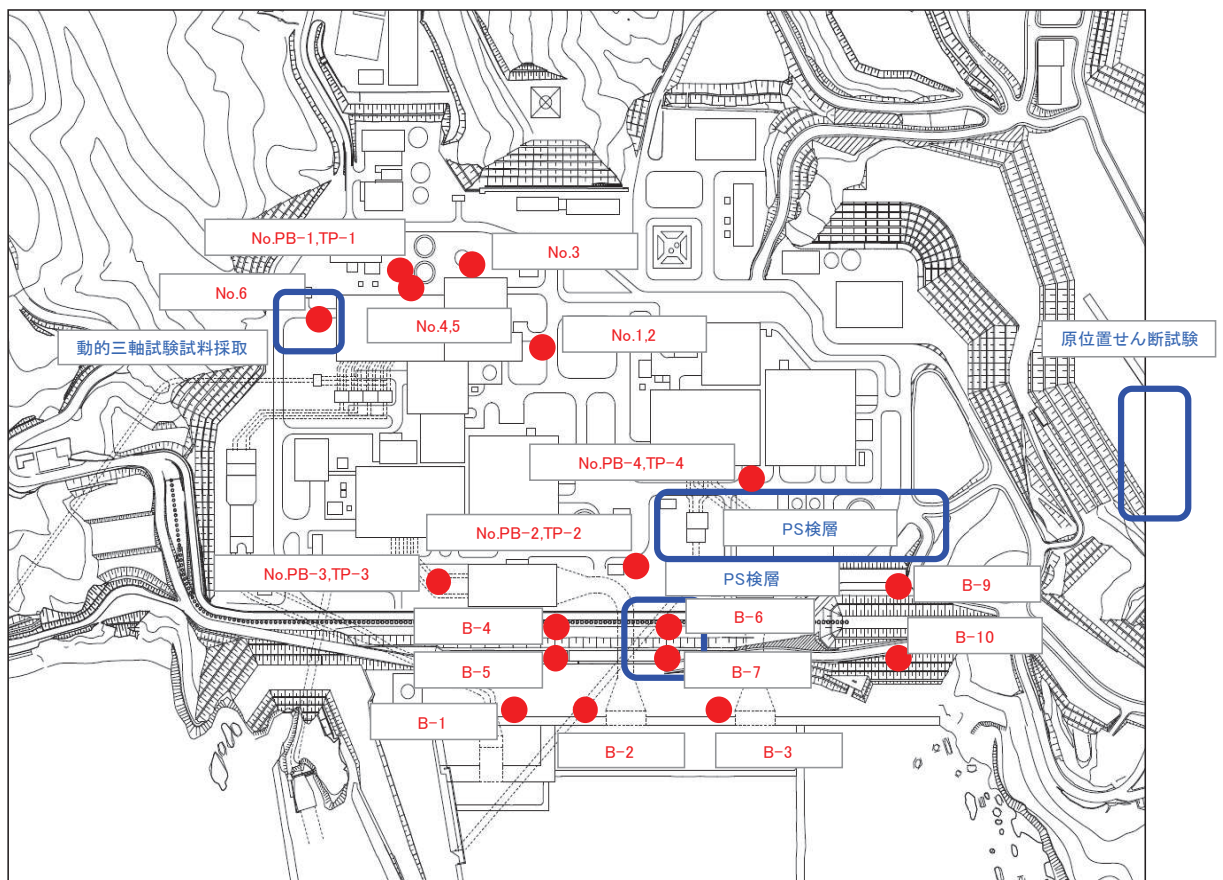 No.PB-1,TP-1
No.3
No.6
No.4,5
No.1,2
動的三軸試験試料採取
原位置せん断試験
No.PB-4,TP-4
PS検層
No.PB-2,TP-2
No.PB-3,TP-3
PS検層
B-9
B-6
B-4
B-10
B-5
B-7
B-1
B-2
B-3